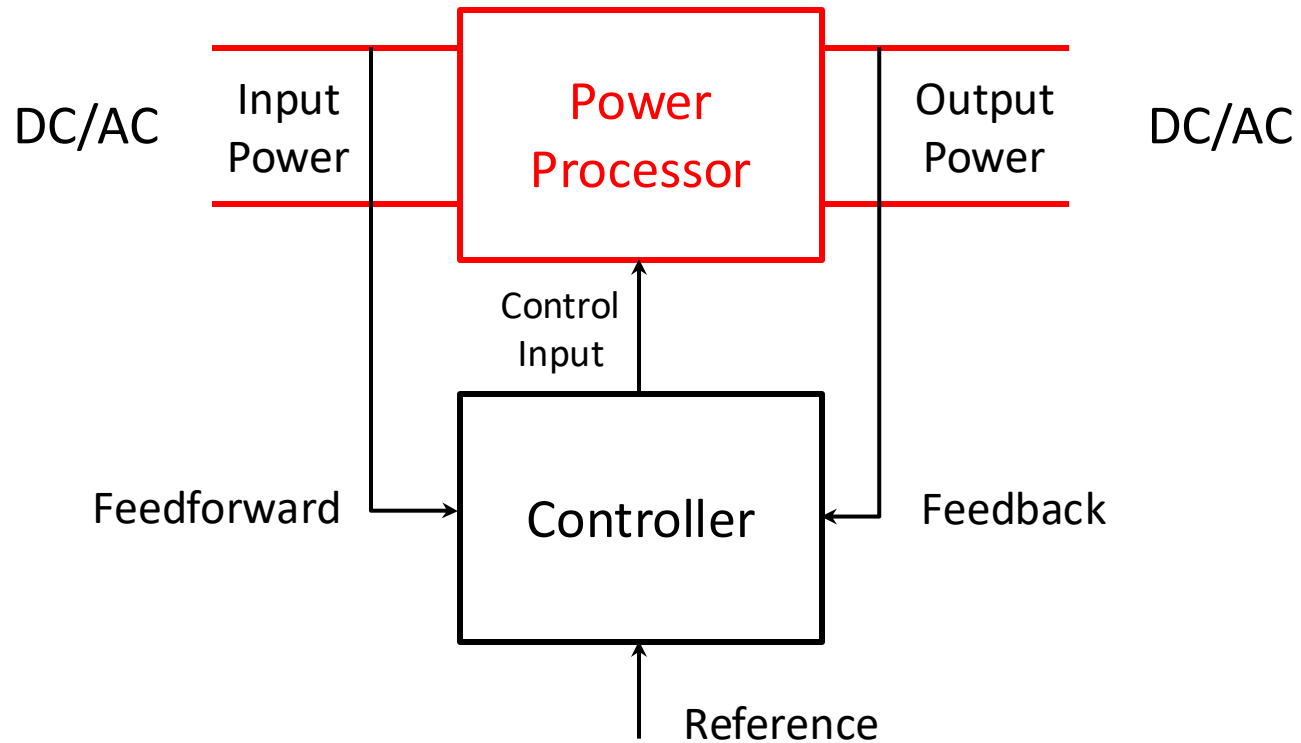 DC/AC
Input
Power
Power
Processor
Output
Power
DC/AC
Control
Input
Feedforward
Controller
Feedback
Reference